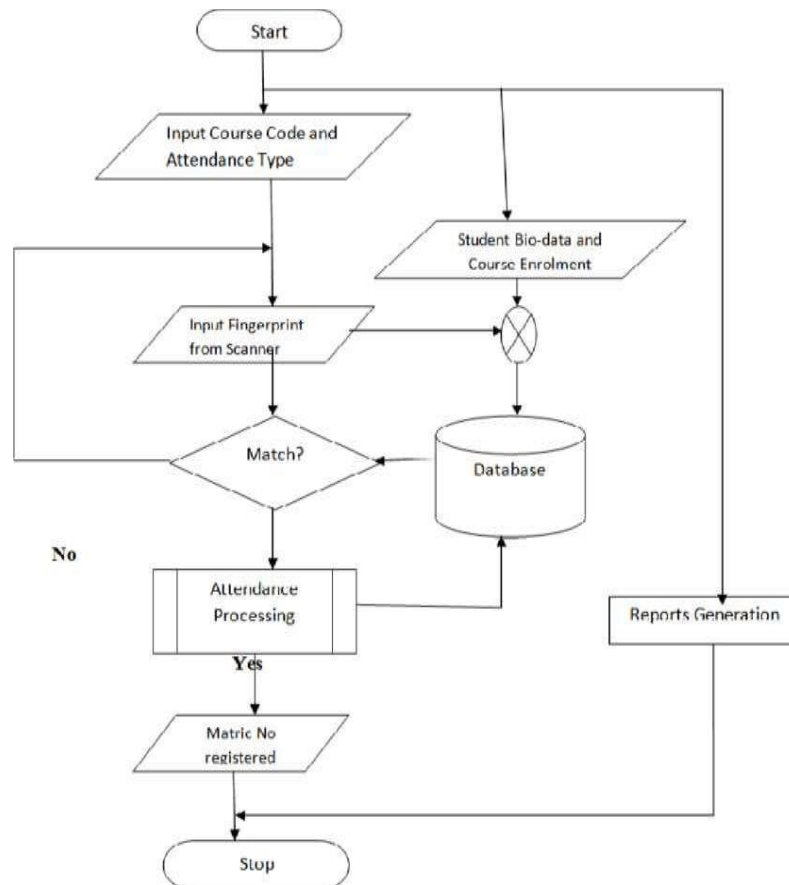 Start
Input Course Code and
Attendance Type
Student Bio-data and
Course Enrolment
Input Fingerprint
from Scanner
Match?
Database
No
Attendance
Processing
Reports Generation
Yes
Matric No
registered
Stop